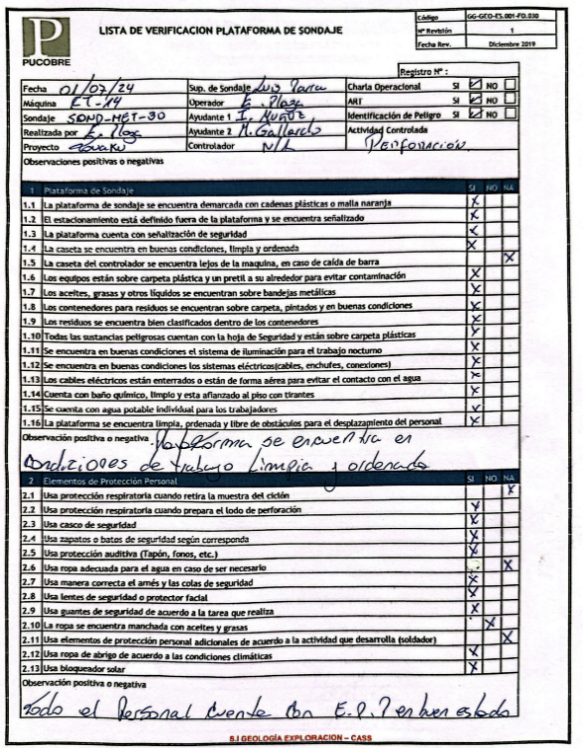 PUCOBRE
LISTA DE VERIFICACION PLATAFORMA DE SONDAJE
Código GG-GEO-ES.001-FO.030
Nº Revisión 1
Fecha Rev. Diciembre 2019
Registro Nº :
Fecha 01/07/24 Sup. de Sondaje Luis Parra Charla Operacional SI ☑ NO ☐
Máquina ET-14 Operador E. Plaza ART SI ☑ NO ☐
Sondaje SDND-MET-30 Ayudante 1 I. Muñoz Identificación de Peligro SI ☑ NO ☐
Realizada por E. Plaza Ayudante 2 M. Gallardo Actividad Controlada
Proyecto Controlador N/A Perforación.
Observaciones positivas o negativas
1 Plataforma de Sondaje SI NO NA
1.1 La plataforma de sondaje se encuentra demarcada con cadenas plásticas o malla naranja X
1.2 El estacionamiento está definido fuera de la plataforma y se encuentra señalizado X
1.3 La plataforma cuenta con señalización de seguridad X
1.4 La caseta se encuentra en buenas condiciones, limpia y ordenada X
1.5 La caseta del controlador se encuentra lejos de la maquina, en caso de caída de barra X
1.6 Los equipos están sobre carpeta plástica y un pretil a su alrededor para evitar contaminación X
1.7 Los aceites, grasas y otros líquidos se encuentran sobre bandejas metálicas X
1.8 Los contenedores para residuos se encuentran sobre carpeta, pintados y en buenas condiciones X
1.9 Los residuos se encuentra bien clasificados dentro de los contenedores X
1.10 Todas las sustancias peligrosas cuentan con la hoja de Seguridad y están sobre carpeta plásticas X
1.11 Se encuentra en buenas condiciones el sistema de iluminación para el trabajo nocturno X
1.12 Se encuentra en buenas condiciones los sistemas eléctricos(cables, enchufes, conexiones) X
1.13 Los cables eléctricos están enterrados o están de forma aérea para evitar el contacto con el agua X
1.14 Cuenta con baño químico, limpio y esta afianzado al piso con tirantes X
1.15 Se cuenta con agua potable individual para los trabajadores X
1.16 La plataforma se encuentra limpia, ordenada y libre de obstáculos para el desplazamiento del personal X
Observación positiva o negativa . Plataforma se encuentra en
condiciones de trabajo limpia y ordenada
2 Elementos de Protección Personal SI NO NA
2.1 Usa protección respiratoria cuando retira la muestra del ciclón X
2.2 Usa protección respiratoria cuando prepara el lodo de perforación X
2.3 Usa casco de seguridad X
2.4 Usa zapatos o botas de seguridad según corresponda X
2.5 Usa protección auditiva (Tapón, fonos, etc.) X
2.6 Usa ropa adecuada para el agua en caso de ser necesario X
2.7 Usa manera correcta el arnés y las colas de seguridad X
2.8 Usa lentes de seguridad o protector facial X
2.9 Usa guantes de seguridad de acuerdo a la tarea que realiza X
2.10 La ropa se encuentra manchada con aceites y grasas X
2.11 Usa elementos de protección personal adicionales de acuerdo a la actividad que desarrolla (soldador) X
2.12 Usa ropa de abrigo de acuerdo a las condiciones climáticas X
2.13 Usa bloqueador solar X
Observación positiva o negativa
Todo el Personal cuenta con E.P.P en buen estado
S.I GEOLOGÍA EXPLORACION – CASS